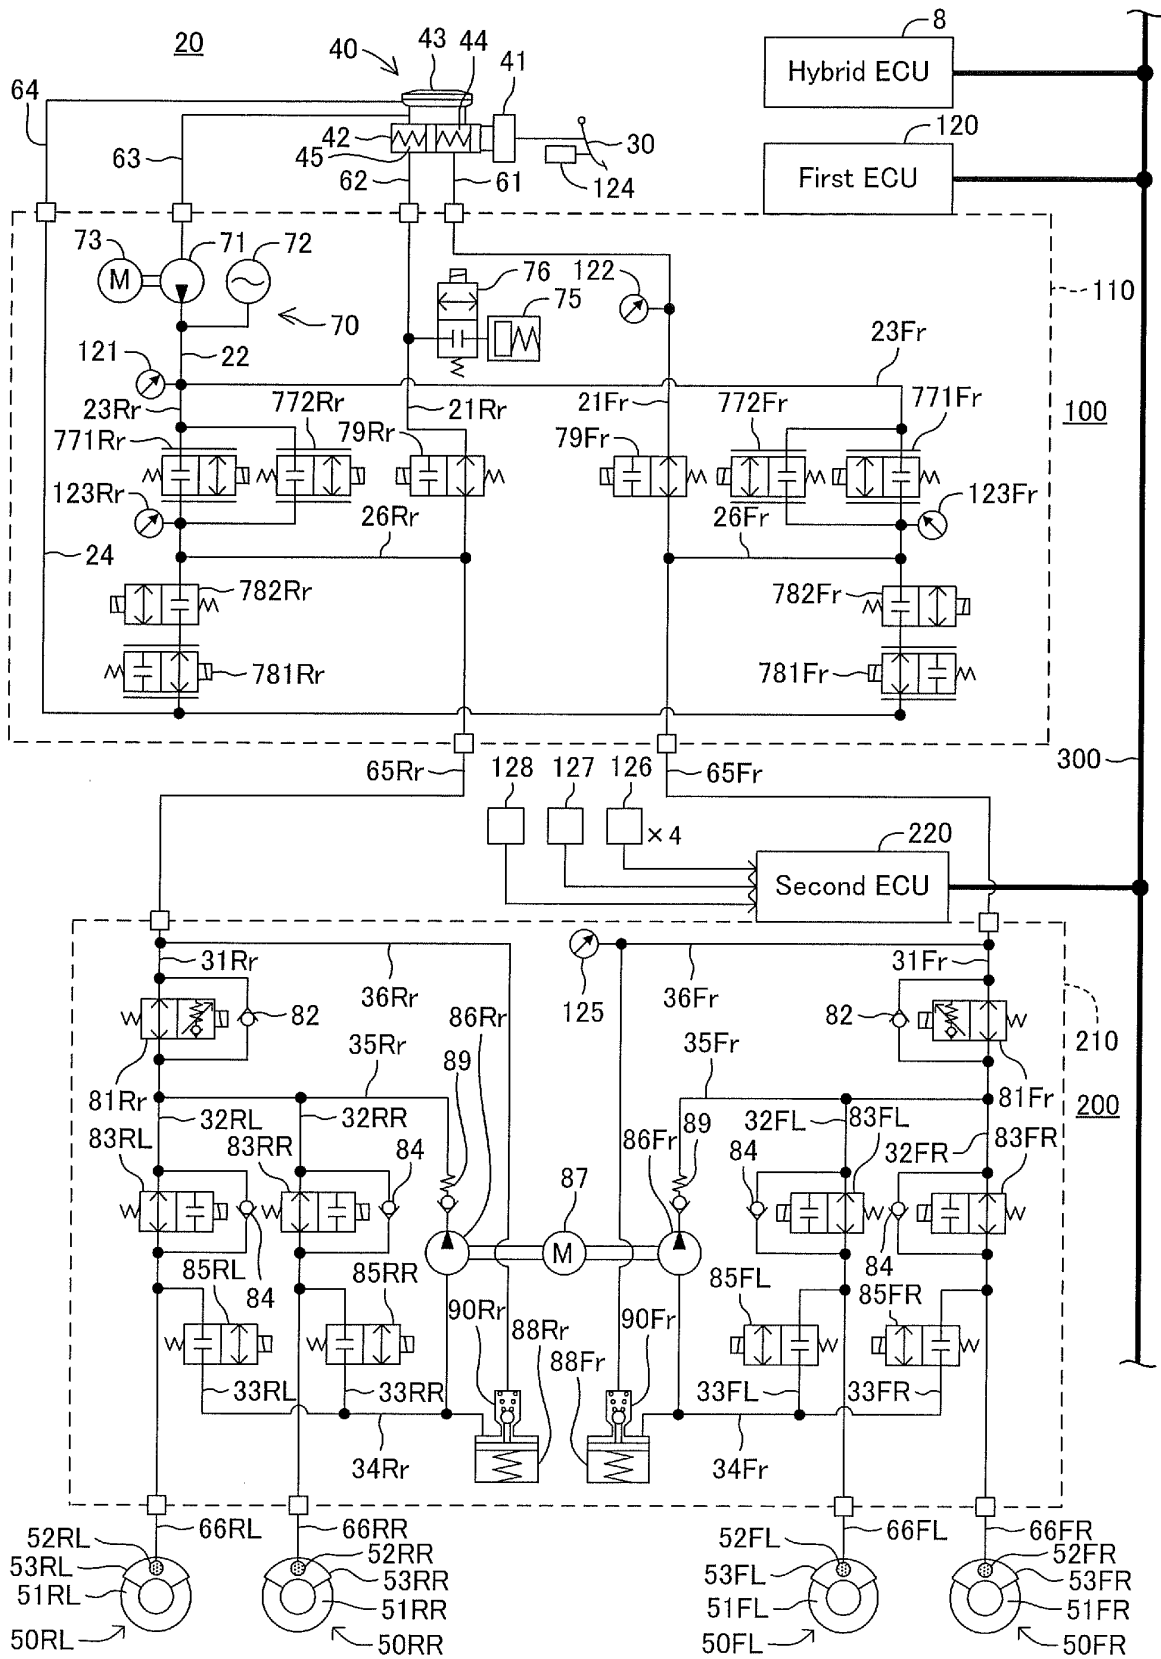 20
40
43
44
41
8
Hybrid ECU
64
63
42
45
62
61
30
124
120
First ECU
73
71
72
76
75
122
110
M
70
22
121
23Fr
23Rr
772Rr
21Rr
21Fr
772Fr
771Fr
100
771Rr
79Rr
79Fr
123Rr
26Rr
26Fr
123Fr
24
782Rr
782Fr
781Rr
781Fr
65Rr
128
127
126
65Fr
300
×4
220
Second ECU
31Rr
36Rr
125
36Fr
31Fr
82
86Rr
82
210
35Rr
89
35Fr
81Rr
81Fr
200
32RL
32RR
86Fr
89
32FL
83FL
83RL
83RR
84
84
32FR
83FR
87
M
85RL
84
85RR
85FL
84
85FR
90Rr
88Rr
90Fr
88Fr
33RL
33RR
33FL
33FR
34Rr
34Fr
66RL
66RR
66FL
66FR
52RL
52RR
52FL
52FR
53RL
53RR
53FL
53FR
51RL
51RR
51FL
51FR
50RL
50RR
50FL
50FR